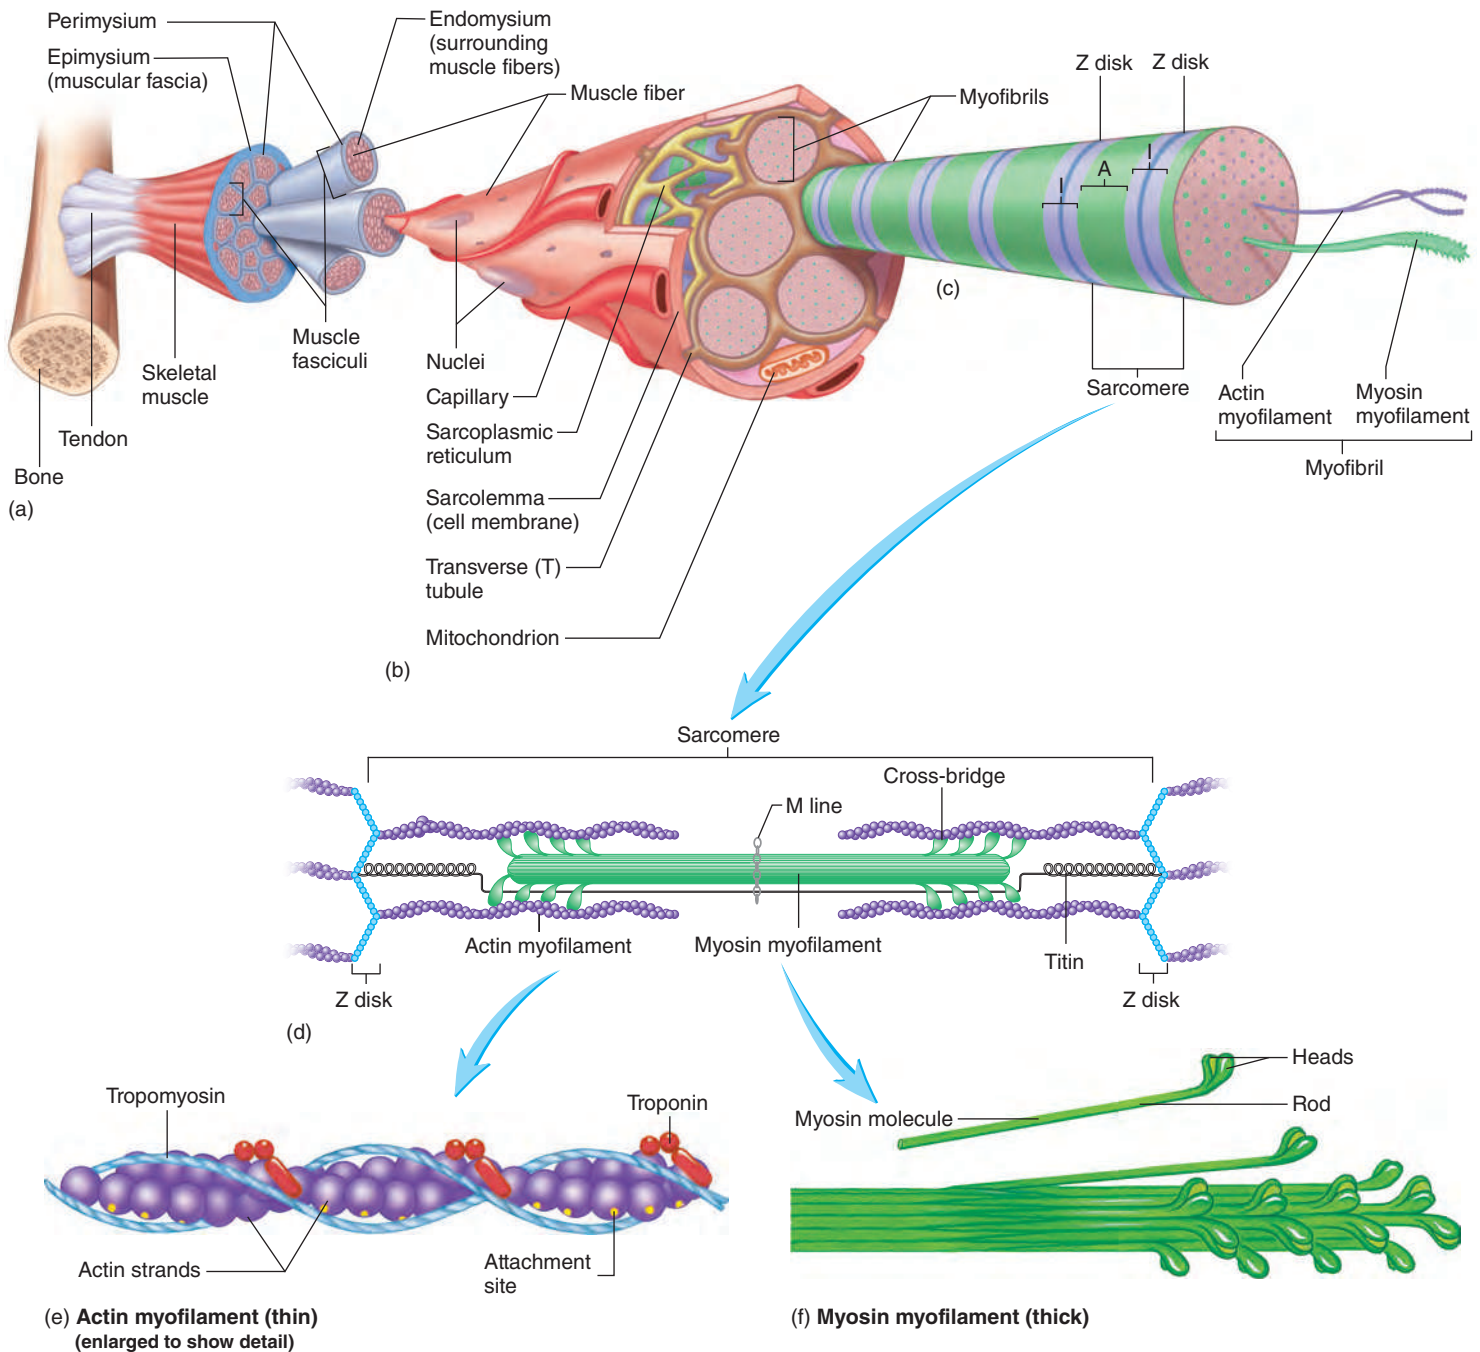 Perimysium
Epimysium
(muscular fascia)
Endomysium
(surrounding
muscle fibers)
Muscle fiber
Myofibrils
Z disk
Z disk
I
A
I
(c)
Muscle
fasciculi
Skeletal
muscle
Tendon
Bone
(a)
Nuclei
Capillary
Sarcoplasmic
reticulum
Sarcolemma
(cell membrane)
Transverse (T)
tubule
Mitochondrion
(b)
Sarcomere
Actin
myofilament
Myosin
myofilament
Myofibril
Sarcomere
Cross-bridge
M line
Actin myofilament
Myosin myofilament
Titin
Z disk
Z disk
(d)
Tropomyosin
Troponin
Actin strands
Attachment
site
(e) Actin myofilament (thin)
(enlarged to show detail)
Heads
Rod
Myosin molecule
(f) Myosin myofilament (thick)